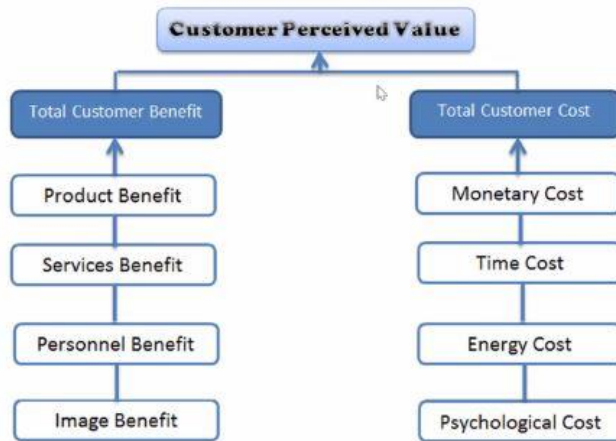 Customer Perceived Value
Total Customer Benefit
Total Customer Cost
Product Benefit
Monetary Cost
Services Benefit
Time Cost
Personnel Benefit
Energy Cost
Image Benefit
Psychological Cost